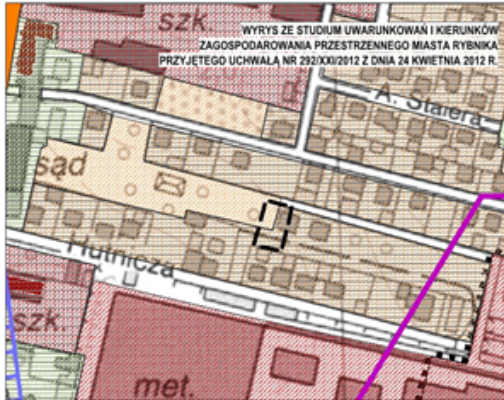 szk.
WYRYS ZE STUDIUM UWARUNKOWAŃ I KIERUNKÓW
ZAGOSPODAROWANIA PRZESTRZENNEGO MIASTA RYBNIKA
PRZYJĘTEGO UCHWAŁĄ NR 292/XXI/2012 Z DNIA 24 KWIETNIA 2012 R.
A. Stalera
sąd
Hutnicza
szk.
met.